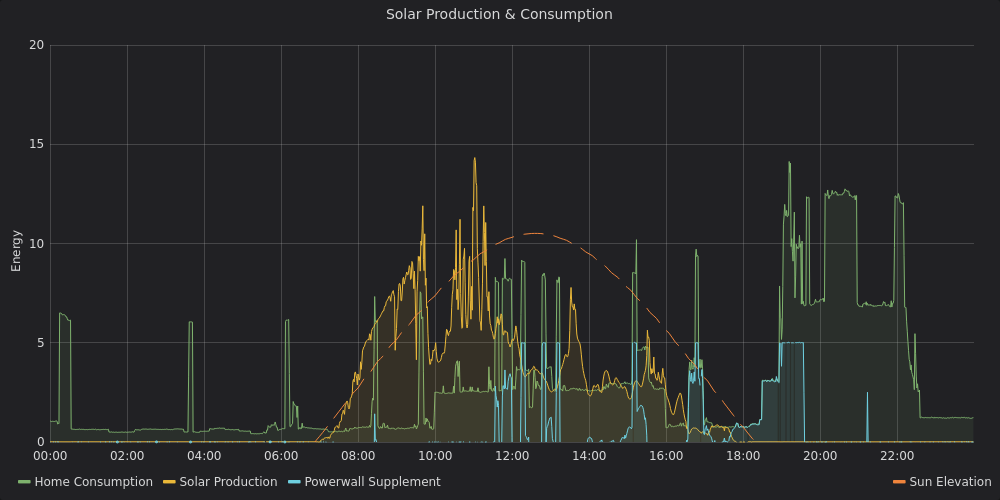 Solar Production & Consumption
20
15
10
5
0
Energy
00:00 02:00 04:00 06:00 08:00 10:00 12:00 14:00 16:00 18:00 20:00 22:00
Home Consumption Solar Production Powerwall Supplement Sun Elevation